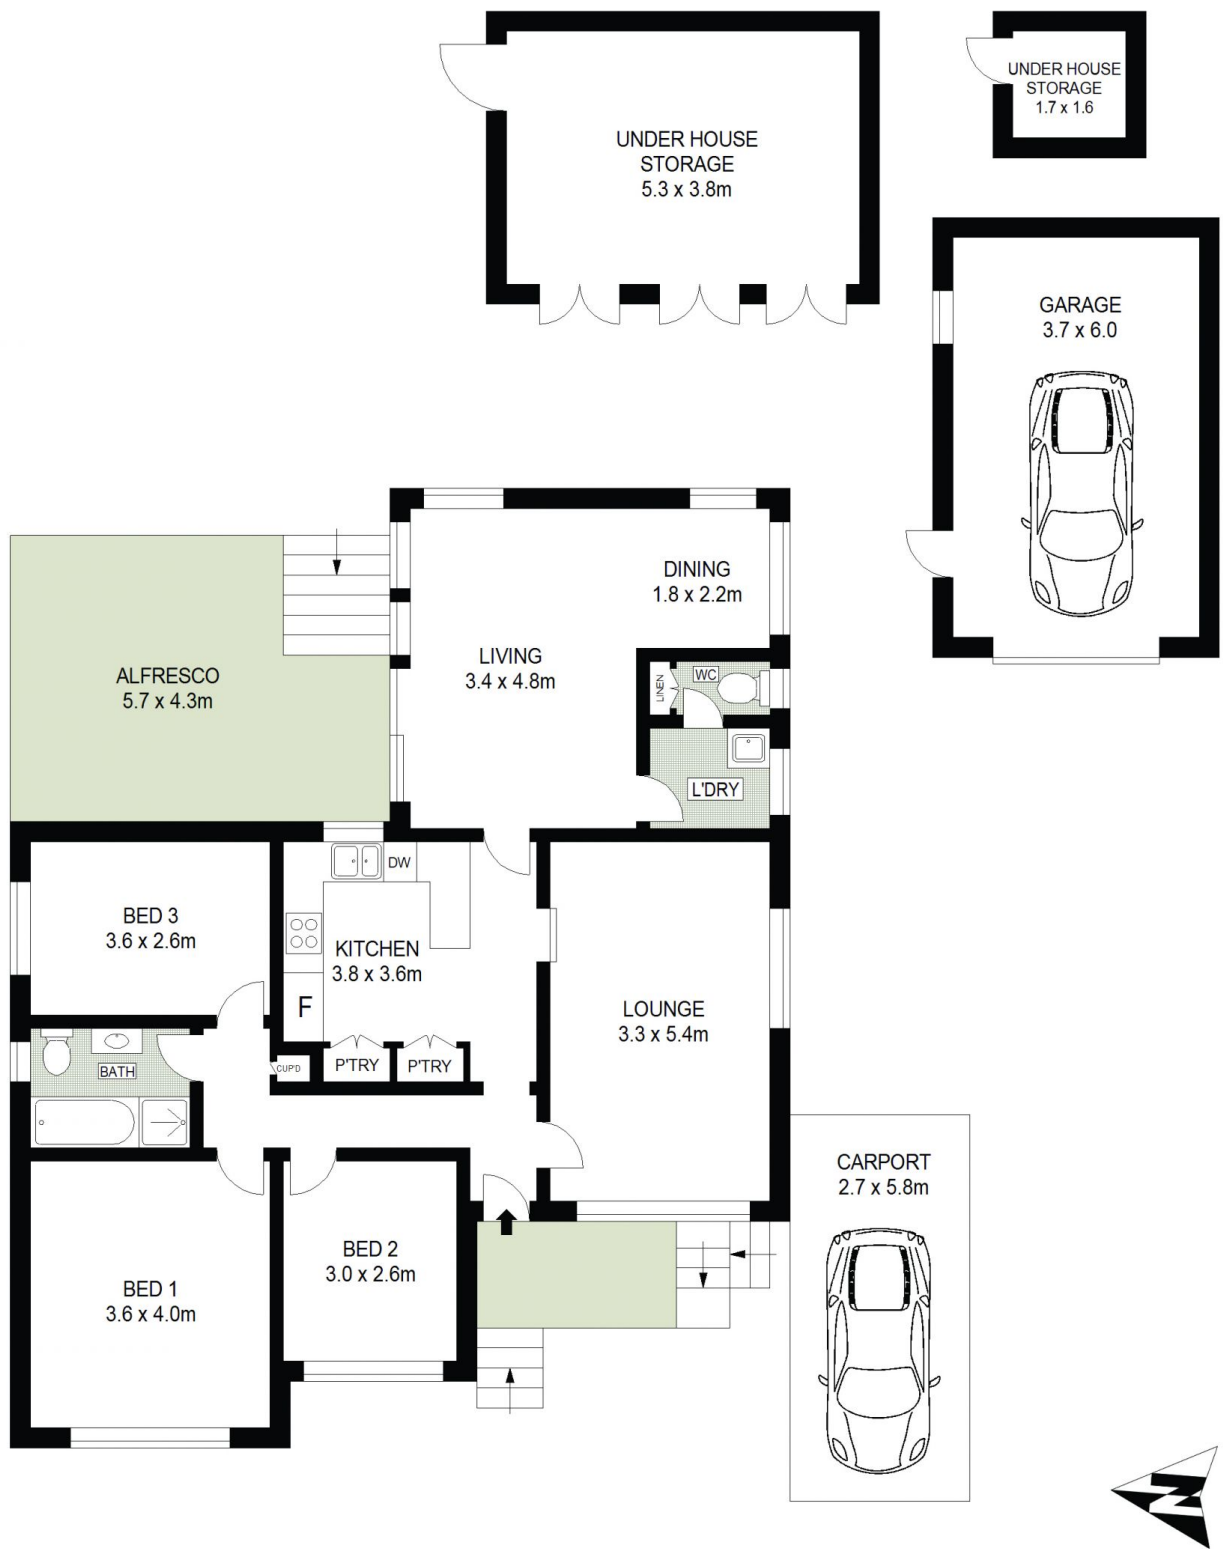 UNDER HOUSE
STORAGE
5.3 x 3.8m
UNDER HOUSE
STORAGE
1.7 x 1.6
GARAGE
3.7 x 6.0
DINING
1.8 x 2.2m
LIVING
3.4 x 4.8m
ALFRESCO
5.7 x 4.3m
LINEN
WC
L'DRY
DW
BED 3
3.6 x 2.6m
KITCHEN
3.8 x 3.6m
F
LOUNGE
3.3 x 5.4m
BATH
CUP'D
P'TRY
P'TRY
CARPORT
2.7 x 5.8m
BED 2
3.0 x 2.6m
BED 1
3.6 x 4.0m
N